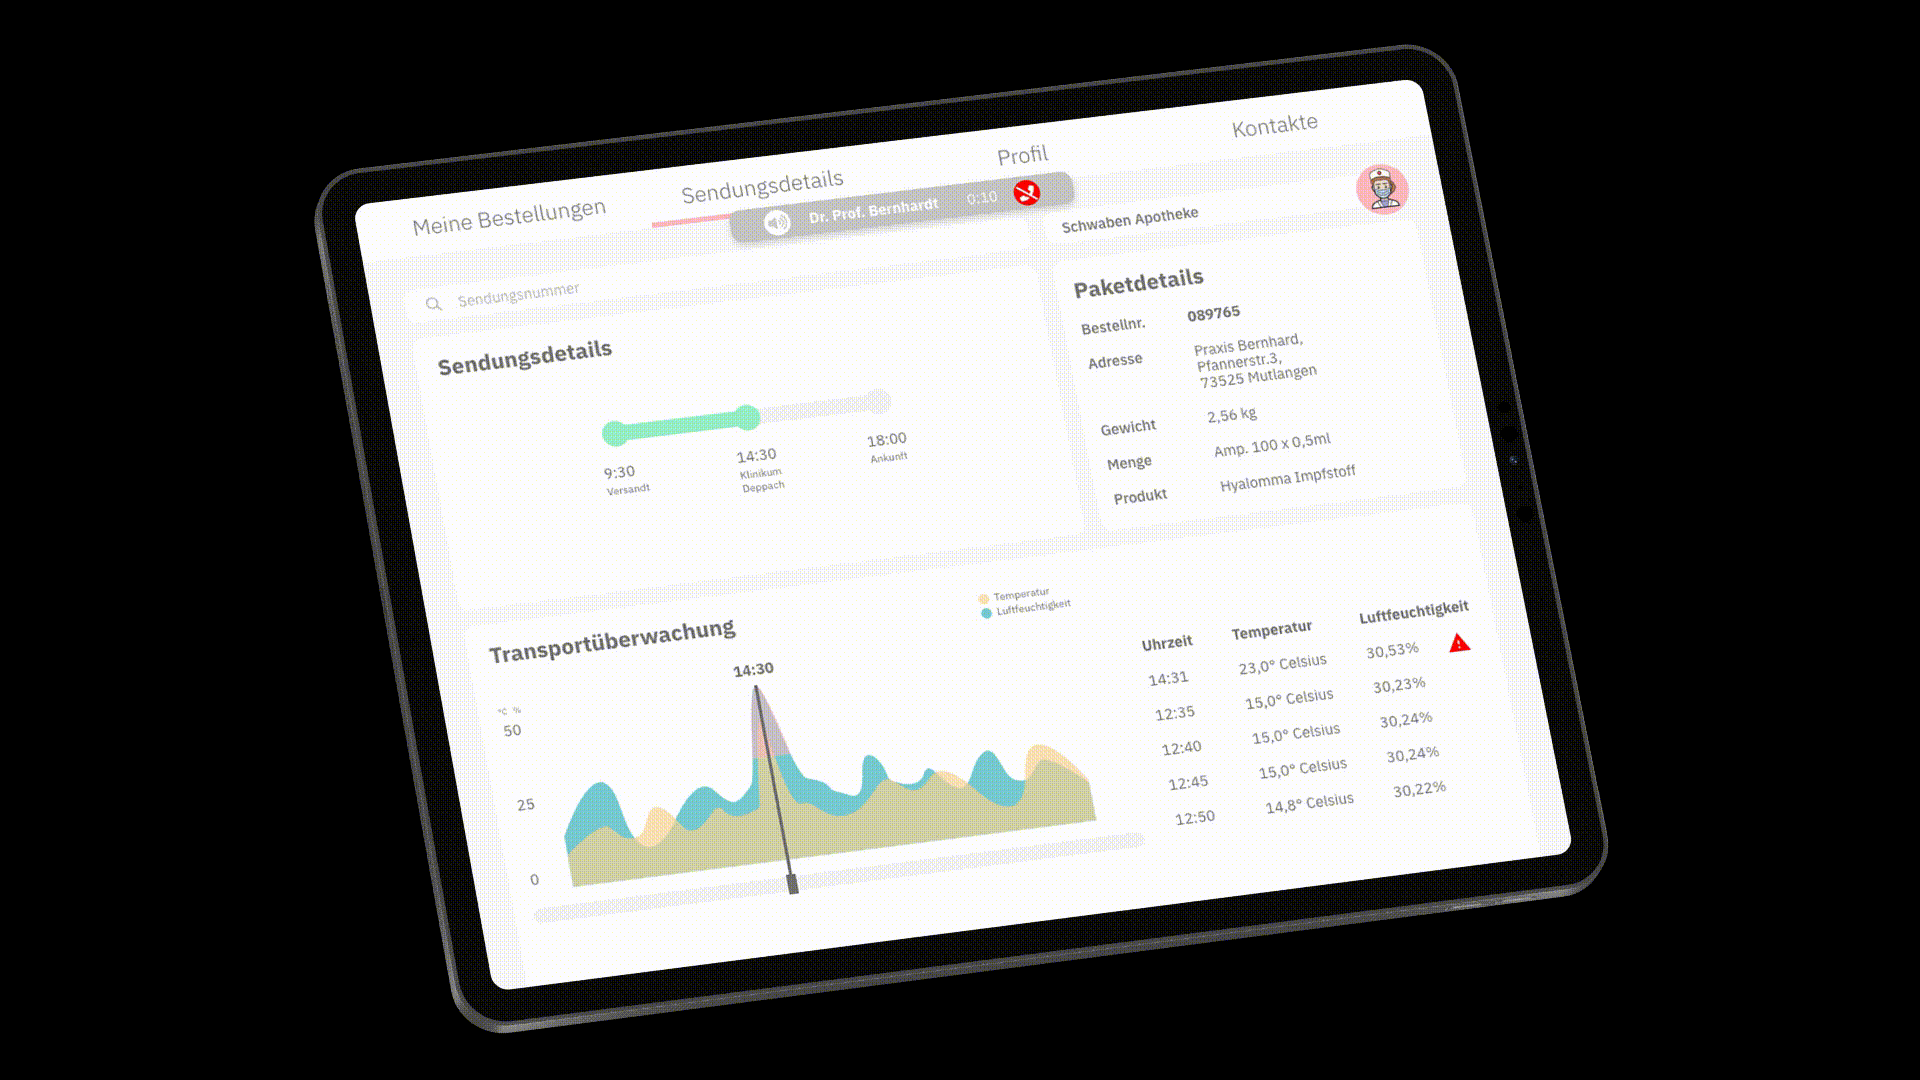 Meine Bestellungen
Sendungsdetails
Profil
Kontakte
Dr. Prof. Bernhardt 0:10
Schwaben Apotheke
Sendungsnummer
Sendungsdetails
9:30
Versandt
14:30
Klinikum
Deppach
18:00
Ankunft
Paketdetails
Bestellnr. 089765
Adresse Praxis Bernhard,
Pfannerstr.3,
73525 Mutlangen
Gewicht 2,56 kg
Menge Amp. 100 x 0,5ml
Produkt Hyalomma Impfstoff
Transportüberwachung
Temperatur
Luftfeuchtigkeit
14:30
°C %
50
25
0
Uhrzeit Temperatur Luftfeuchtigkeit
14:31 23,0° Celsius 30,53%
12:35 15,0° Celsius 30,23%
12:40 15,0° Celsius 30,24%
12:45 15,0° Celsius 30,24%
12:50 14,8° Celsius 30,22%